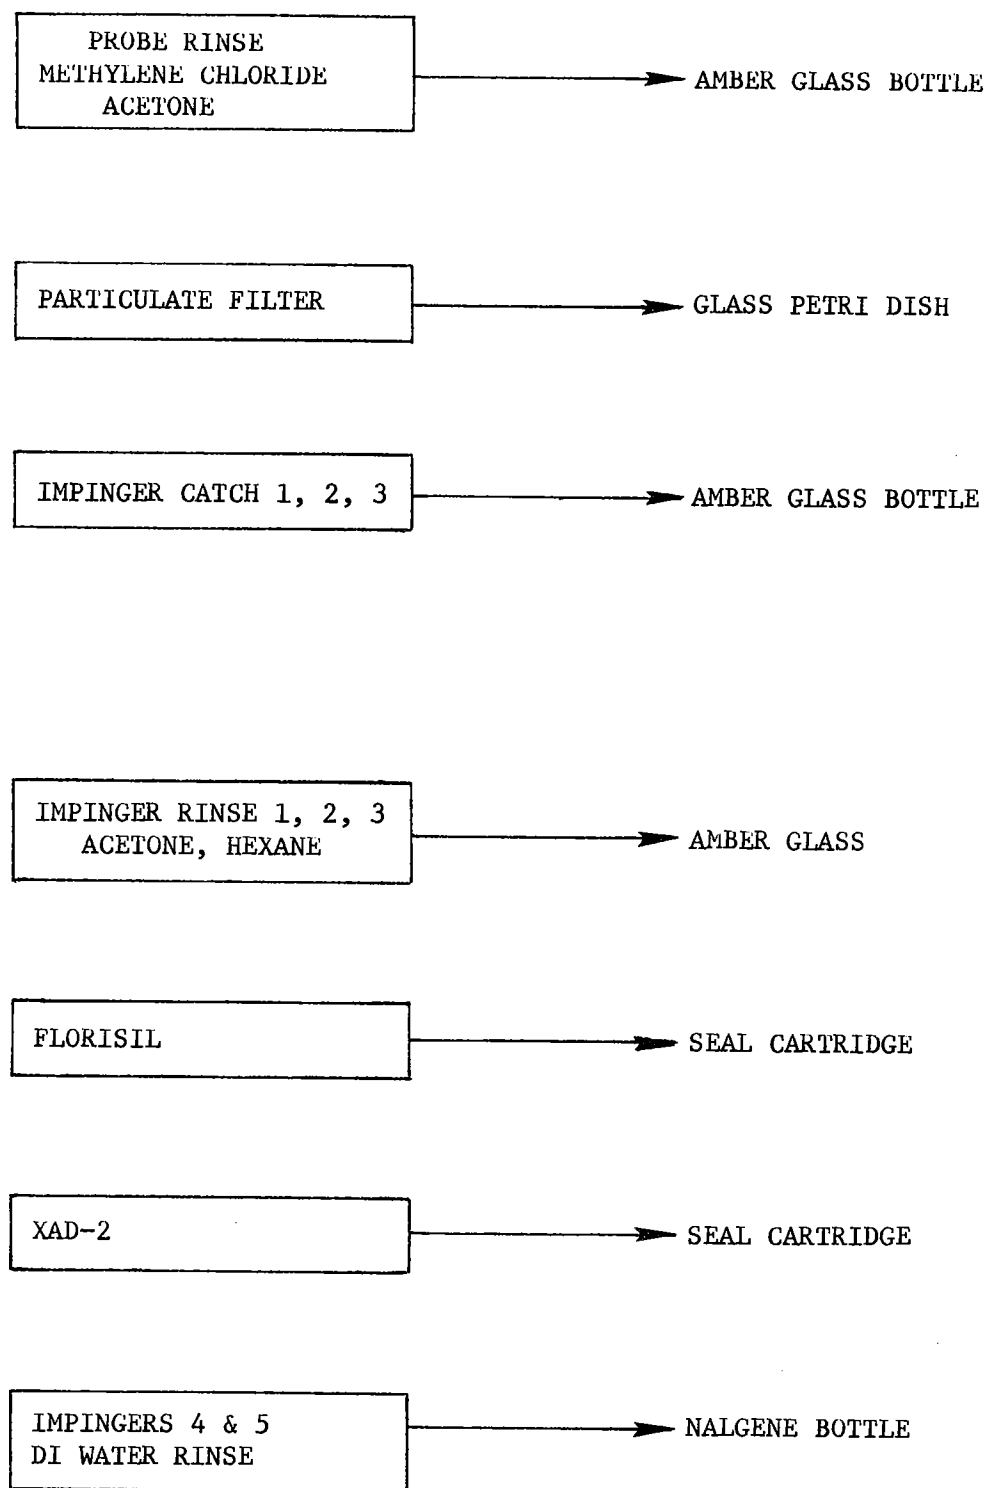 PROBE RINSE
METHYLENE CHLORIDE
ACETONE
AMBER GLASS BOTTLE
PARTICULATE FILTER
GLASS PETRI DISH
IMPINGER CATCH 1, 2, 3
AMBER GLASS BOTTLE
IMPINGER RINSE 1, 2, 3
ACETONE, HEXANE
AMBER GLASS
FLORISIL
SEAL CARTRIDGE
XAD-2
SEAL CARTRIDGE
IMPINGERS 4 & 5
DI WATER RINSE
NALGENE BOTTLE